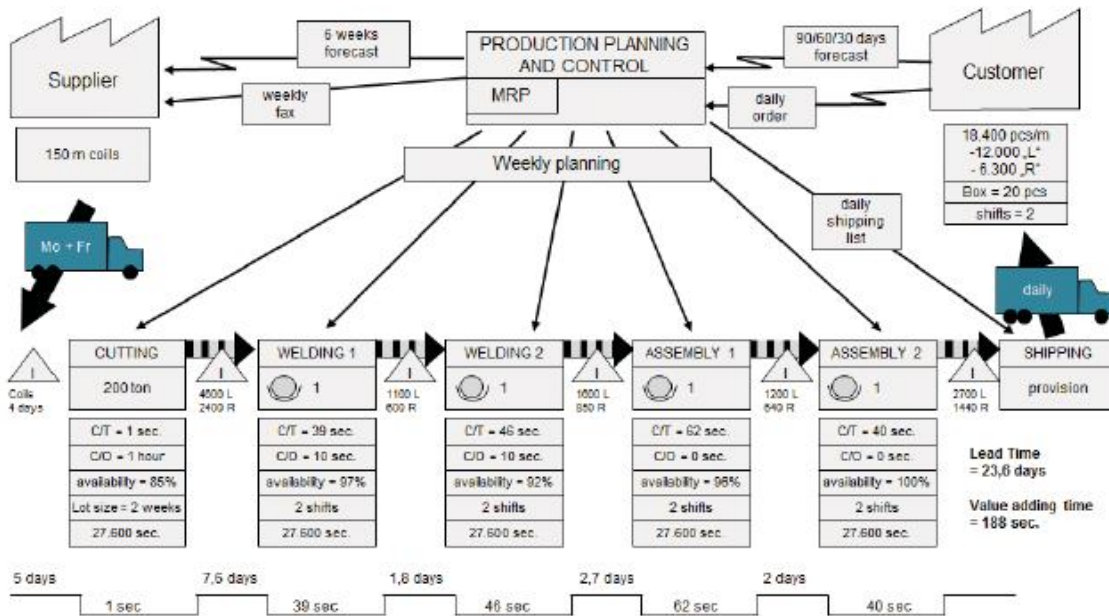 6 weeks
forecast
PRODUCTION PLANNING
AND CONTROL
90/60/30 days
forecast
Supplier
Customer
MRP
weekly
fax
daily
order
150 m coils
18.400 pcs/m
-12.000 „L“
- 6.300 „R“
Box = 20 pcs
shifts = 2
Weekly planning
daily
shipping
list
Mo + Fr
daily
CUTTING
WELDING 1
WELDING 2
ASSEMBLY 1
ASSEMBLY 2
SHIPPING
I
I
I
I
I
I
200 ton
1
1
1
1
provision
Coils
4 days
4600 L
2400 R
1100 L
600 R
1600 L
850 R
1200 L
640 R
2700 L
1440 R
C/T = 1 sec.
C/O = 1 hour
availability = 85%
Lot size = 2 weeks
27.600 sec.
C/T = 39 sec.
C/O = 10 sec.
availability = 97%
2 shifts
27.600 sec.
C/T = 46 sec.
C/O = 10 sec.
availability = 92%
2 shifts
27.600 sec.
C/T = 62 sec.
C/O = 0 sec.
availability = 96%
2 shifts
27.600 sec.
C/T = 40 sec.
C/O = 0 sec.
availability = 100%
2 shifts
27.600 sec.
Lead Time
= 23,6 days
Value adding time
= 188 sec.
5 days
7,6 days
1,8 days
2,7 days
2 days
1 sec
39 sec
46 sec
62 sec
40 sec